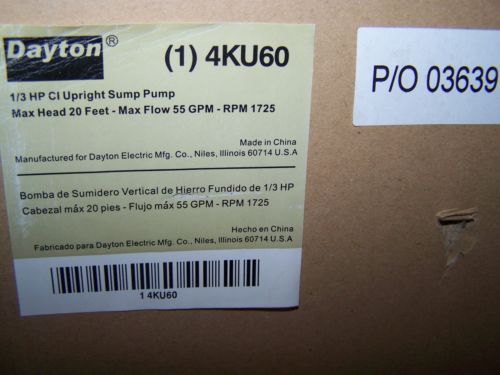 Dayton®
(1) 4KU60
1/3 HP CI Upright Sump Pump
Max Head 20 Feet - Max Flow 55 GPM - RPM 1725
Made in China
Manufactured for Dayton Electric Mfg. Co., Niles, Illinois 60714 U.S.A
Bomba de Sumidero Vertical de Hierro Fundido de 1/3 HP
Cabezal máx 20 pies - Flujo máx 55 GPM - RPM 1725
Hecho en China
Fabricado para Dayton Electric Mfg. Co., Niles, Illinois 60714 U.S.A
1 4KU60
P/O 03639